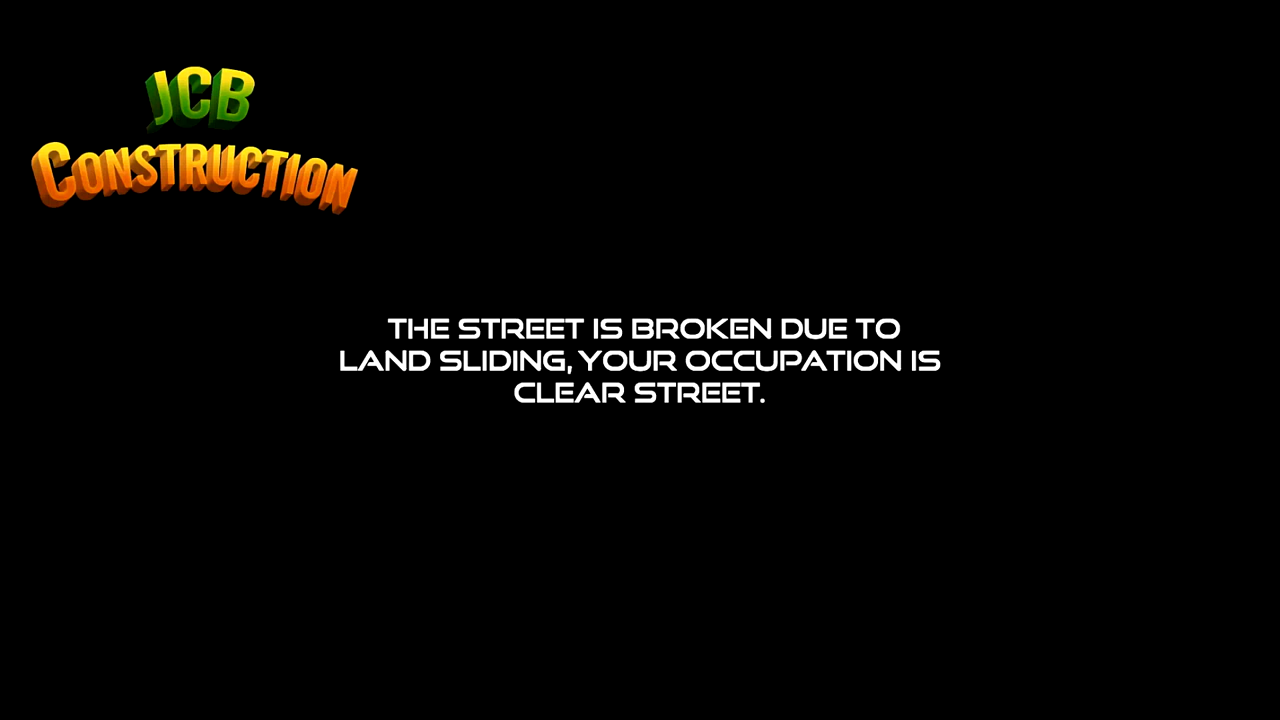 JCB
CONSTRUCTION
THE STREET IS BROKEN DUE TO
LAND SLIDING, YOUR OCCUPATION IS
CLEAR STREET.